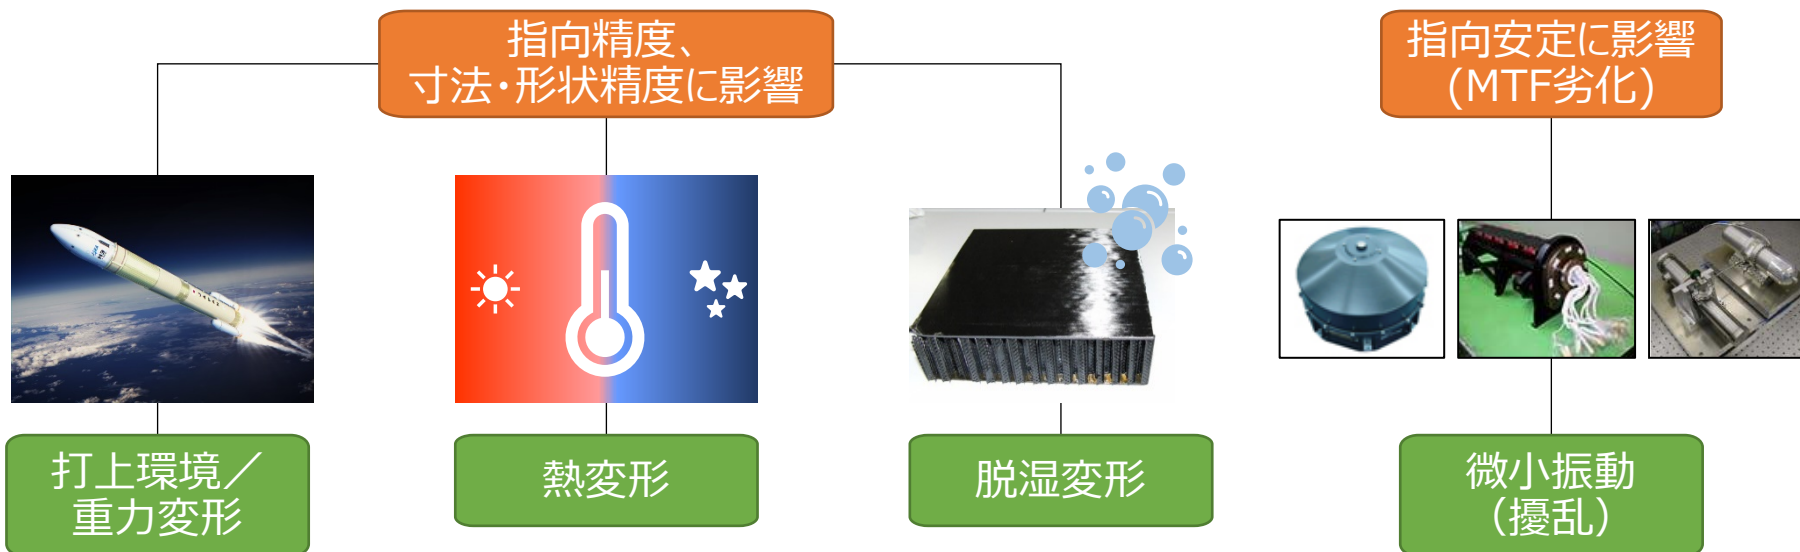 指向精度、
寸法・形状精度に影響
指向安定に影響
(MTF劣化)
打上環境／
重力変形
熱変形
脱湿変形
微小振動
（擾乱）